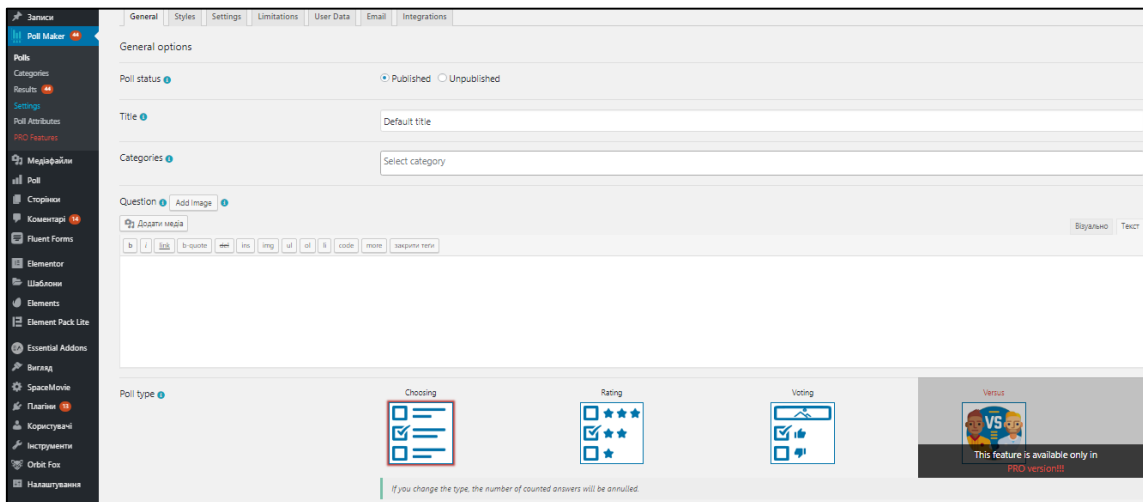 Записи
Poll Maker 44
Polls
Categories
Results 44
Settings
Poll Attributes
PRO Features
Медіафайли
Poll
Сторінки
Коментарі 14
Fluent Forms
Elementor
Шаблони
Elements
Element Pack Lite
Essential Addons
Вигляд
SpaceMovie
Плагіни 13
Користувачі
Інструменти
Orbit Fox
Налаштування
General Styles Settings Limitations User Data Email Integrations
General options
Poll status Published Unpublished
Title Default title
Categories Select category
Question Add Image
Додати медіа Візуально Текст
b i link b-quote del ins img ul ol li code more закрити теги
Poll type Choosing Rating Voting Versus
VS
This feature is available only in
PRO version!!!
If you change the type, the number of counted answers will be annulled.